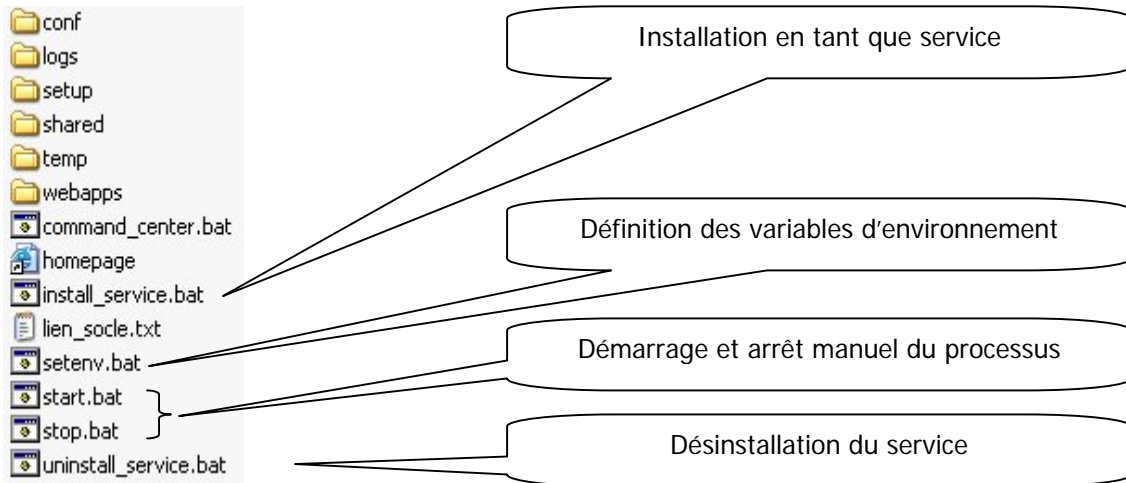 conf
logs
setup
shared
temp
webapps
command_center.bat
homepage
install_service.bat
lien_socle.txt
setenv.bat
start.bat
stop.bat
uninstall_service.bat
Installation en tant que service
Définition des variables d'environnement
Démarrage et arrêt manuel du processus
Désinstallation du service